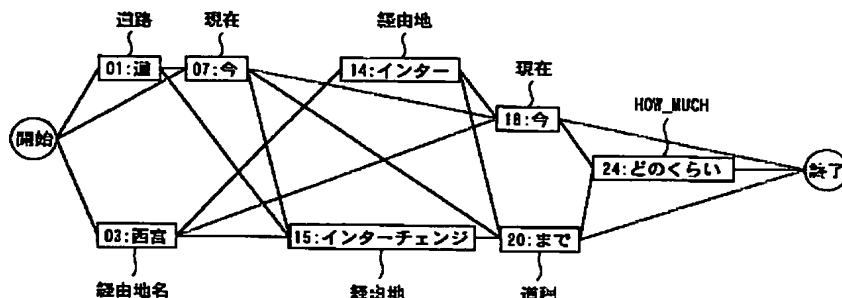 道路
現在
経由地
01:道
07:今
14:インター
現在
HOW_MUCH
18:今
開始
24:どのくらい
終了
03:西宮
15:インターチェンジ
20:まで
経由地名
経由地